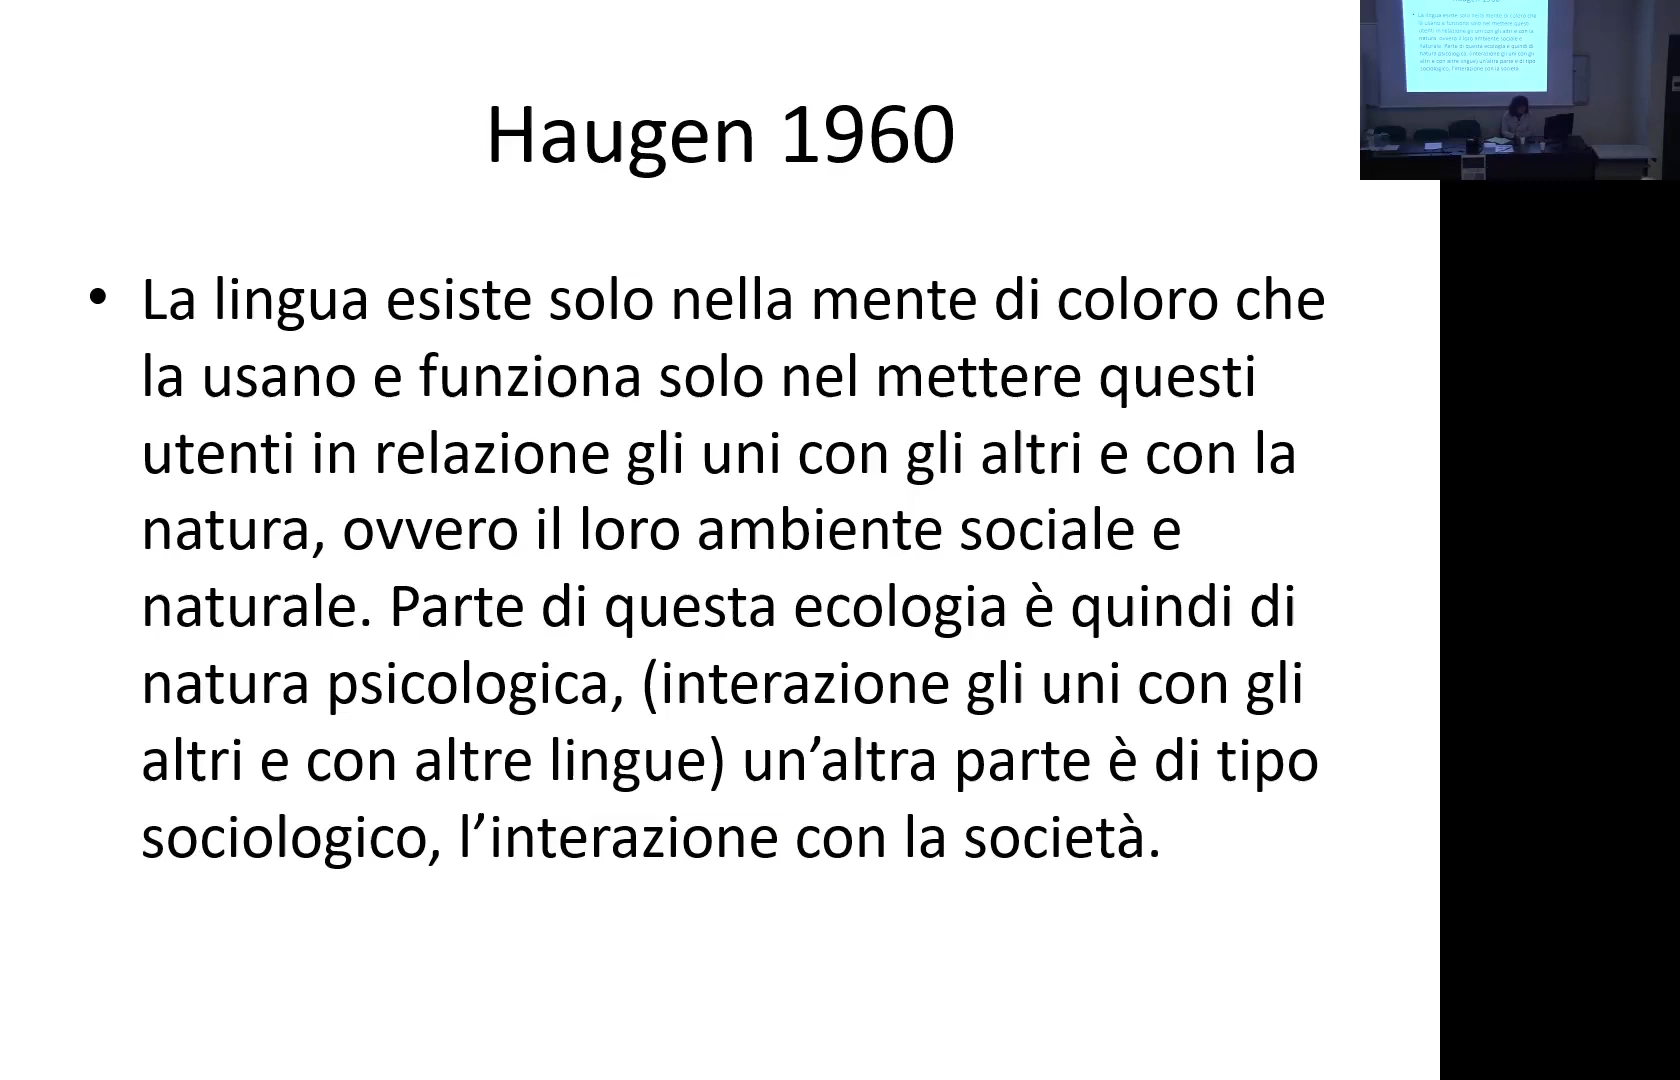 Haugen 1960
• La lingua esiste solo nella mente di coloro che
la usano e funziona solo nel mettere questi
utenti in relazione gli uni con gli altri e con la
natura, ovvero il loro ambiente sociale e
naturale. Parte di questa ecologia è quindi di
natura psicologica, (interazione gli uni con gli
altri e con altre lingue) un’altra parte è di tipo
sociologico, l’interazione con la società.